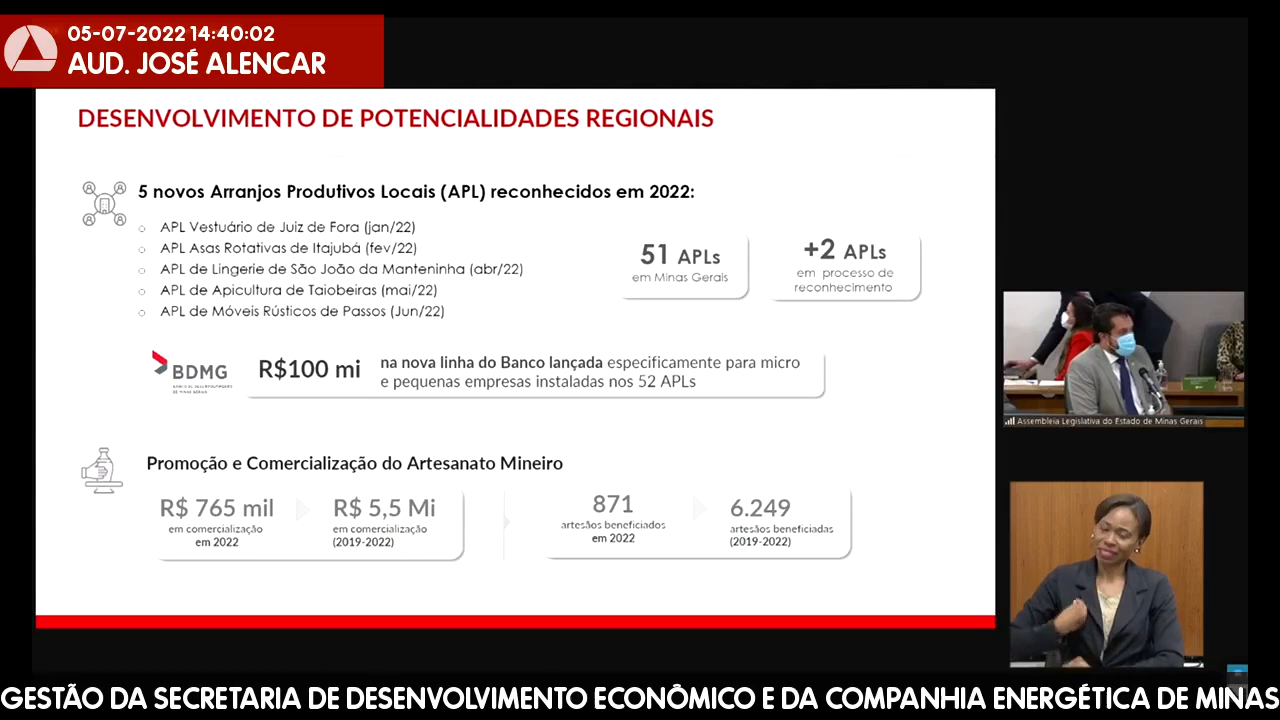 05-07-2022 14:40:02
AUD. JOSÉ ALENCAR
DESENVOLVIMENTO DE POTENCIALIDADES REGIONAIS
5 novos Arranjos Produtivos Locais (APL) reconhecidos em 2022:
APL Vestuário de Juiz de Fora (jan/22)
APL Asas Rotativas de Itajubá (fev/22)
APL de Lingerie de São João da Manteninha (abr/22)
APL de Apicultura de Taiobeiras (mai/22)
APL de Móveis Rústicos de Passos (Jun/22)
51 APLs
em Minas Gerais
+2 APLs
em processo de
reconhecimento
BDMG
BANCO DE DESENVOLVIMENTO
DE MINAS GERAIS
R$100 mi
na nova linha do Banco lançada especificamente para micro
e pequenas empresas instaladas nos 52 APLs
Promoção e Comercialização do Artesanato Mineiro
R$ 765 mil
em comercialização
em 2022
R$ 5,5 Mi
em comercialização
(2019-2022)
871
artesãos beneficiados
em 2022
6.249
artesãos beneficiadas
(2019-2022)
Assembleia Legislativa do Estado de Minas Gerais
GESTÃO DA SECRETARIA DE DESENVOLVIMENTO ECONÔMICO E DA COMPANHIA ENERGÉTICA DE MINAS